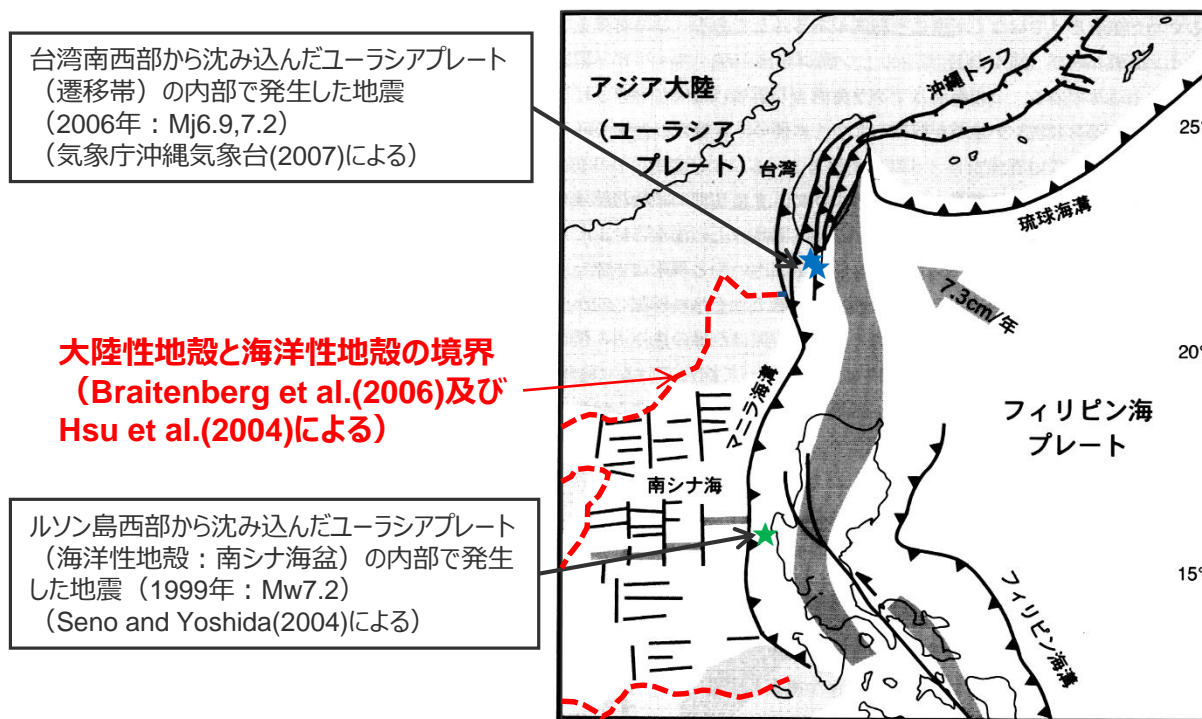 台湾南西部から沈み込んだユーラシアプレート
（遷移帯）の内部で発生した地震
（2006年：Mj6.9,7.2）
（気象庁沖縄気象台(2007)による）
アジア大陸
（ユーラシア
プレート）
台湾
沖縄トラフ
25°
琉球海溝
7.3cm/年
大陸性地殻と海洋性地殻の境界
（Braitenberg et al.(2006)及び
Hsu et al.(2004)による）
20°
マニラ海溝
フィリピン海
プレート
南シナ海
ルソン島西部から沈み込んだユーラシアプレート
（海洋性地殻：南シナ海盆）の内部で発生
した地震（1999年：Mw7.2）
（Seno and Yoshida(2004)による）
15°
フィリピン海溝